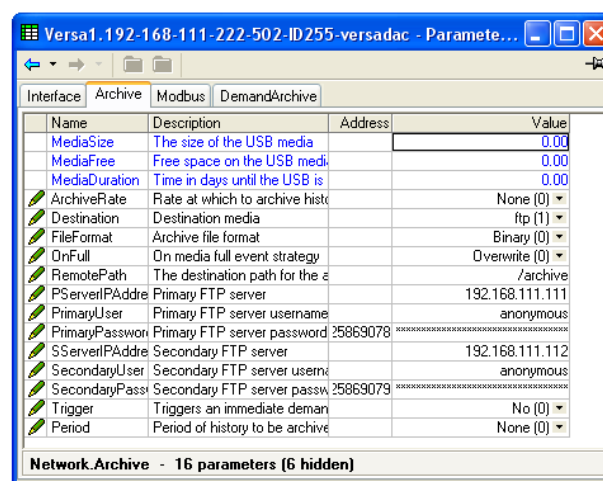 Versa1.192-168-111-222-502-ID255-versadac - Paramete...
Interface Archive Modbus DemandArchive
Name Description Address Value
MediaSize The size of the USB media 0.00
MediaFree Free space on the USB medi 0.00
MediaDuration Time in days until the USB is 0.00
ArchiveRate Rate at which to archive histo None (0)
Destination Destination media ftp (1)
FileFormat Archive file format Binary (0)
OnFull On media full event strategy Overwrite (0)
RemotePath The destination path for the a /archive
PServerIPAddre Primary FTP server 192.168.111.111
PrimaryUser Primary FTP server username anonymous
PrimaryPassword Primary FTP server password 25869078 **********************************
SServerIPAddre Secondary FTP server 192.168.111.112
SecondaryUser Secondary FTP server userna anonymous
SecondaryPass Secondary FTP server passw 25869079 **********************************
Trigger Triggers an immediate deman No (0)
Period Period of history to be archive None (0)
Network.Archive - 16 parameters (6 hidden)